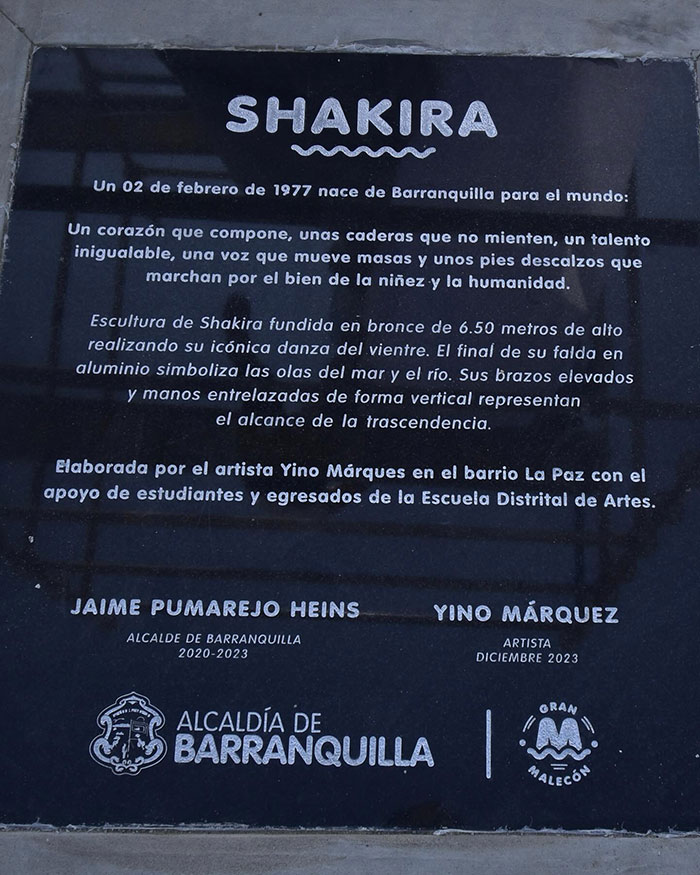 SHAKIRA
Un 02 de febrero de 1977 nace de Barranquilla para el mundo:
Un corazón que compone, unas caderas que no mienten, un talento
inigualable, una voz que mueve masas y unos pies descalzos que
marchan por el bien de la niñez y la humanidad.
Escultura de Shakira fundida en bronce de 6.50 metros de alto
realizando su icónica danza del vientre. El final de su falda en
aluminio simboliza las olas del mar y el río. Sus brazos elevados
y manos entrelazadas de forma vertical representan
el alcance de la trascendencia.
Elaborada por el artista Yino Márques en el barrio La Paz con el
apoyo de estudiantes y egresados de la Escuela Distrital de Artes.
JAIME PUMAREJO HEINS
ALCALDE DE BARRANQUILLA
2020-2023
YINO MÁRQUEZ
ARTISTA
DICIEMBRE 2023
ALCALDÍA DE
BARRANQUILLA
GRAN
M
MALECÓN